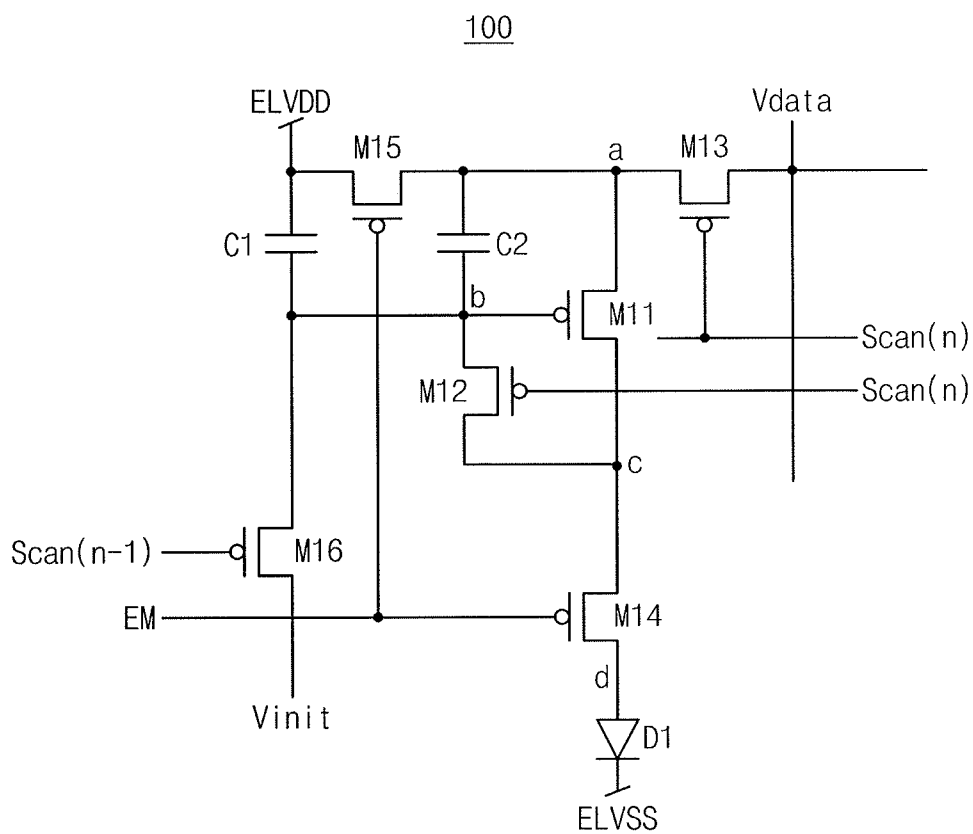 100
ELVDD
Vdata
M15
a
M13
C1
C2
b
M11
Scan(n)
M12
Scan(n)
c
Scan(n-1)
M16
EM
M14
d
Vinit
D1
ELVSS